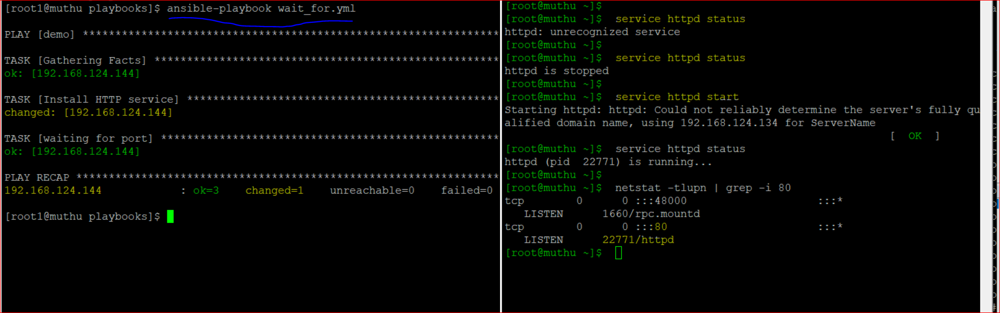 [root1@muthu playbooks]$ ansible-playbook wait_for.yml
PLAY [demo] ****************************************************************
TASK [Gathering Facts] *****************************************************
ok: [192.168.124.144]
TASK [Install HTTP service] ************************************************
changed: [192.168.124.144]
TASK [waiting for port] ****************************************************
ok: [192.168.124.144]
PLAY RECAP *****************************************************************
192.168.124.144 : ok=3 changed=1 unreachable=0 failed=0
[root1@muthu playbooks]$
[root@muthu ~]$
[root@muthu ~]$ service httpd status
httpd: unrecognized service
[root@muthu ~]$
[root@muthu ~]$ service httpd status
httpd is stopped
[root@muthu ~]$
[root@muthu ~]$ service httpd start
Starting httpd: httpd: Could not reliably determine the server's fully qu
alified domain name, using 192.168.124.134 for ServerName
[ OK ]
[root@muthu ~]$ service httpd status
httpd (pid 22771) is running...
[root@muthu ~]$
[root@muthu ~]$ netstat -tlupn | grep -i 80
tcp 0 0 :::48000 :::*
LISTEN 1660/rpc.mountd
tcp 0 0 :::80 :::*
LISTEN 22771/httpd
[root@muthu ~]$